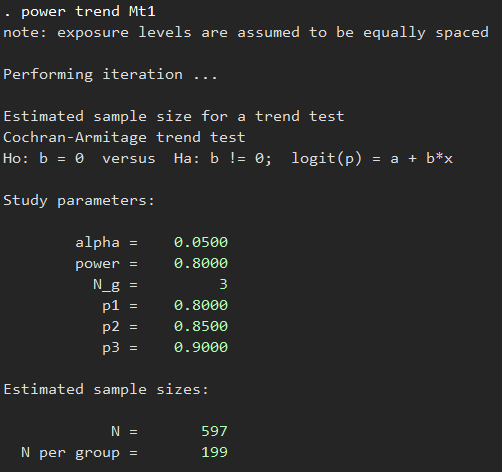 . power trend Mt1
note: exposure levels are assumed to be equally spaced
Performing iteration ...
Estimated sample size for a trend test
Cochran-Armitage trend test
Ho: b = 0  versus  Ha: b != 0;  logit(p) = a + b*x
Study parameters:
alpha =    0.0500
power =    0.8000
N_g =         3
p1 =    0.8000
p2 =    0.8500
p3 =    0.9000
Estimated sample sizes:
N =       597
N per group =       199